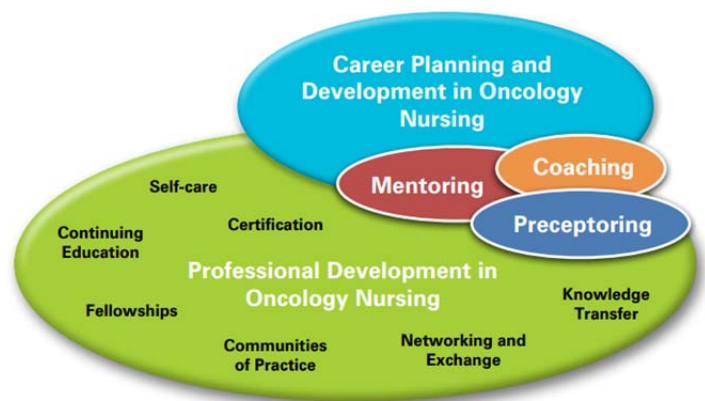 Career Planning and
Development in Oncology
Nursing
Mentoring
Coaching
Preceptoring
Self-care
Certification
Continuing
Education
Professional Development in
Oncology Nursing
Fellowships
Knowledge
Transfer
Communities
of Practice
Networking and
Exchange